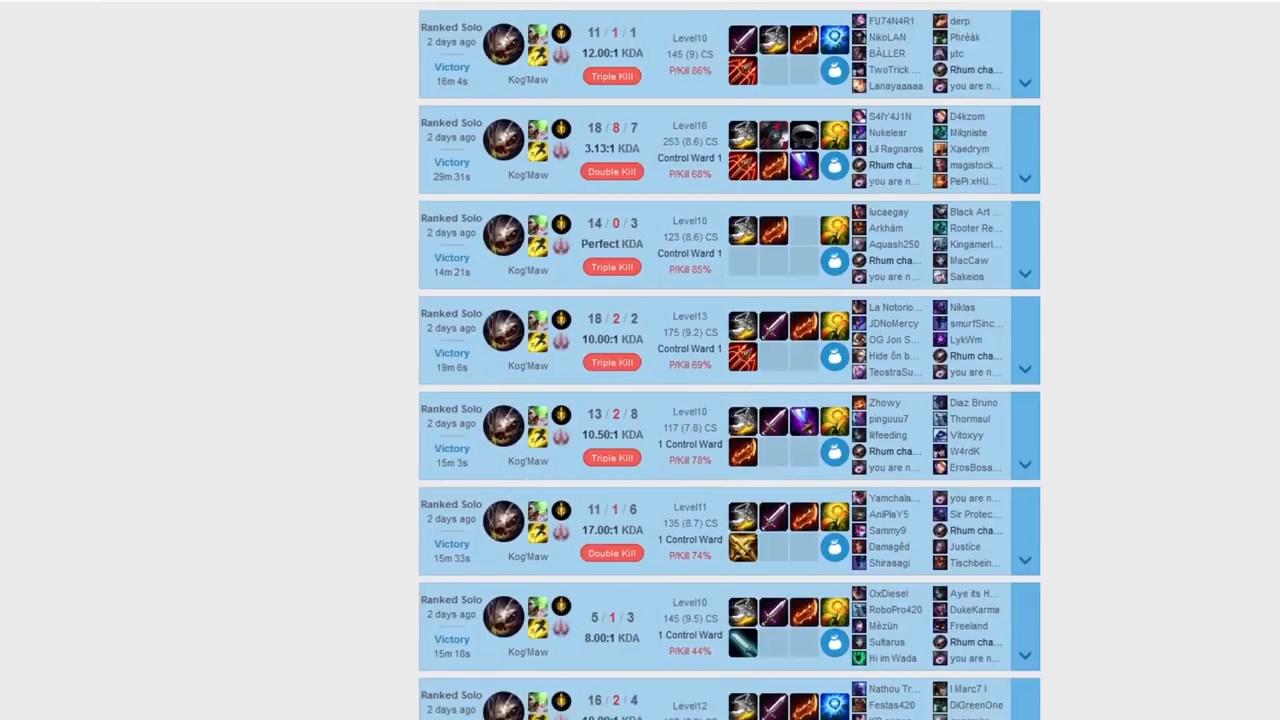 Ranked Solo
2 days ago
Victory
16m 4s
Kog'Maw
11 / 1 / 1
12.00:1 KDA
Triple Kill
Level10
145 (9) CS
P/Kill 86%
FU74N4R1
NikoLAN
BÀLLER
TwoTrick ...
Lanayaaaaa
derp
Phrèàk
µtc
Rhum cha...
you are n...
Ranked Solo
2 days ago
Victory
29m 31s
Kog'Maw
18 / 8 / 7
3.13:1 KDA
Double Kill
Level16
253 (8.6) CS
Control Ward 1
P/Kill 68%
S4IY4J1N
Nukelear
Lil Ragnaros
Rhum cha...
you are n...
D4kzom
Milqniste
Xaedrym
magistock...
PePi xHU...
Ranked Solo
2 days ago
Victory
14m 21s
Kog'Maw
14 / 0 / 3
Perfect KDA
Triple Kill
Level10
123 (8.6) CS
Control Ward 1
P/Kill 85%
lucaegay
Arkhám
Aquash250
Rhum cha...
you are n...
Black Art ...
Rooter Re...
Kingamerl...
MacCaw
Sakeios
Ranked Solo
2 days ago
Victory
19m 6s
Kog'Maw
18 / 2 / 2
10.00:1 KDA
Triple Kill
Level13
175 (9.2) CS
Control Ward 1
P/Kill 69%
La Notorio...
JDNoMercy
OG Jon S...
Hide ôn b...
TeostraSu...
Níklas
smurfSinc...
LykWm
Rhum cha...
you are n...
Ranked Solo
2 days ago
Victory
15m 3s
Kog'Maw
13 / 2 / 8
10.50:1 KDA
Triple Kill
Level10
117 (7.8) CS
1 Control Ward
P/Kill 78%
Zhowy
pinguuu7
lilfeeding
Rhum cha...
you are n...
Diaz Bruno
Thormaul
Vitoxyy
W4rdK
ErosBosa...
Ranked Solo
2 days ago
Victory
15m 33s
Kog'Maw
11 / 1 / 6
17.00:1 KDA
Double Kill
Level11
135 (8.7) CS
1 Control Ward
P/Kill 74%
Yamchals...
AniPlaY5
Sammy9
Damagêd
Shirasagi
you are n...
Sir Protec...
Rhum cha...
Justíce
Tischbein...
Ranked Solo
2 days ago
Victory
15m 18s
Kog'Maw
5 / 1 / 3
8.00:1 KDA
Level10
145 (9.5) CS
1 Control Ward
P/Kill 44%
OxDiesel
RoboPro420
Mèzün
Sultarus
Hi im Wada
Aye its H...
DukeKarma
Freeland
Rhum cha...
you are n...
Ranked Solo
2 days ago
16 / 2 / 4
Level12
Nathou Tr...
Festas420
I Marc7 I
DiGreenOne